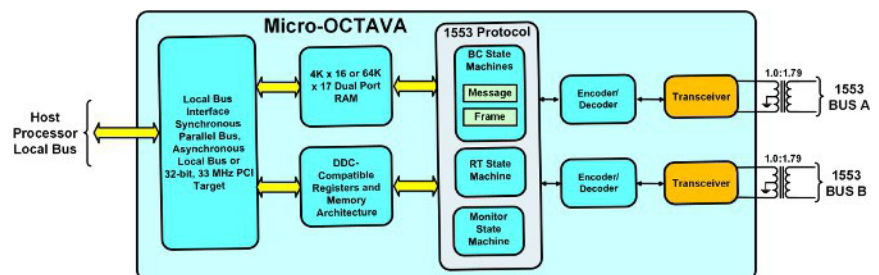 Micro-OCTAVA
Host
Processor
Local Bus
Local Bus
Interface
Synchronous
Parallel Bus,
Asynchronous
Local Bus or
32-bit, 33 MHz PCI
Target
4K x 16 or 64K
x 17 Dual Port
RAM
DDC-
Compatible
Registers and
Memory
Architecture
1553 Protocol
BC State
Machines
Message
Frame
RT State
Machine
Monitor
State
Machine
Encoder/
Decoder
Transceiver
1.0:1.79
1553
BUS A
Encoder/
Decoder
Transceiver
1.0:1.79
1553
BUS B